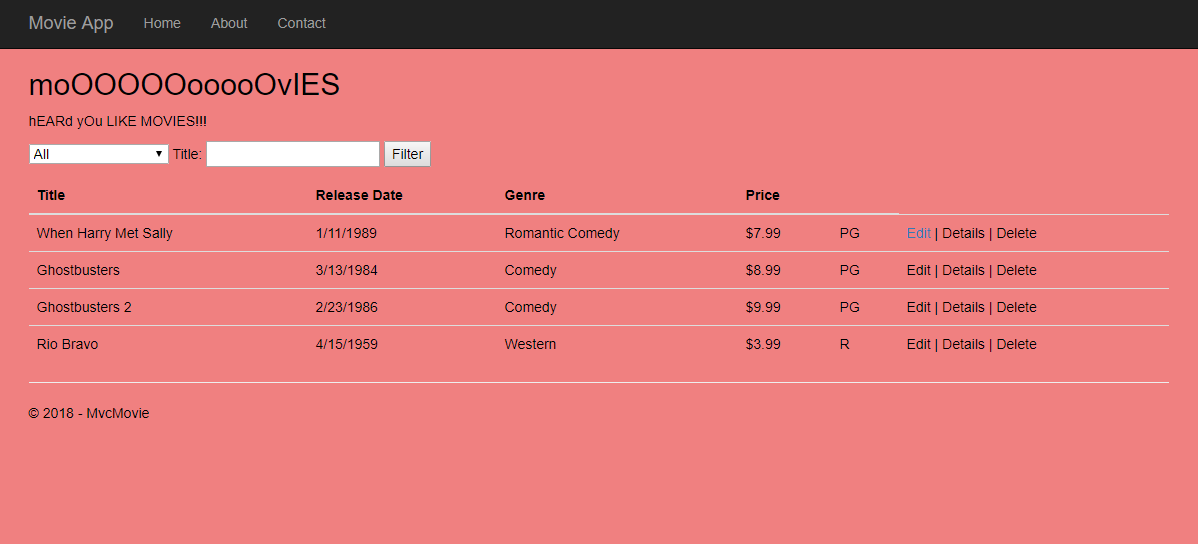 Movie App Home About Contact
moOOOOOooooOvIES
hEARd yOu LIKE MOVIES!!!
All Title: Filter
Title Release Date Genre Price
When Harry Met Sally 1/11/1989 Romantic Comedy $7.99 PG Edit | Details | Delete
Ghostbusters 3/13/1984 Comedy $8.99 PG Edit | Details | Delete
Ghostbusters 2 2/23/1986 Comedy $9.99 PG Edit | Details | Delete
Rio Bravo 4/15/1959 Western $3.99 R Edit | Details | Delete
© 2018 - MvcMovie